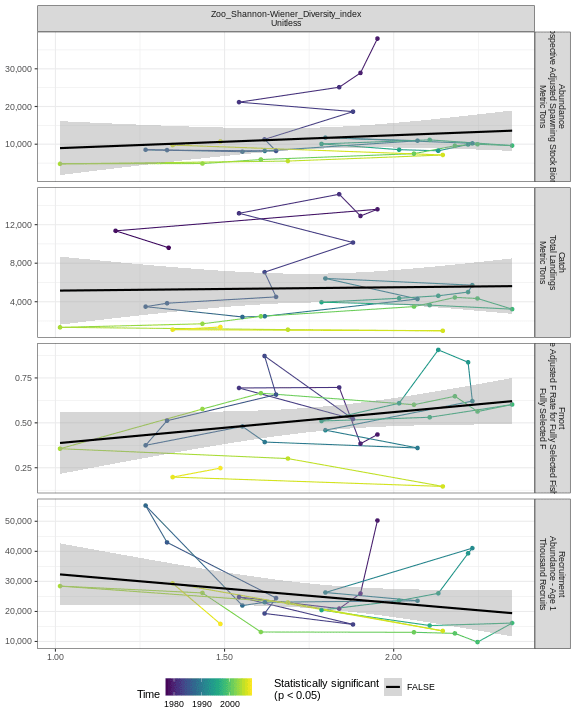 Zoo_Shannon-Wiener_Diversity_index
Unitless
30,000
20,000
10,000
Abundance
Adjusted Spawning Stock
Metric Tons
12,000
8,000
4,000
Catch
Total Landings
Metric Tons
0.75
0.50
0.25
Fmort
Adjusted F Rate for Fully Selected
Fully Selected F
50,000
40,000
30,000
20,000
10,000
Recruitment
Abundance - Age 1
Thousand Recruits
1.00
1.50
2.00
Time
1980 1990 2000
Statistically significant
(p < 0.05)
FALSE